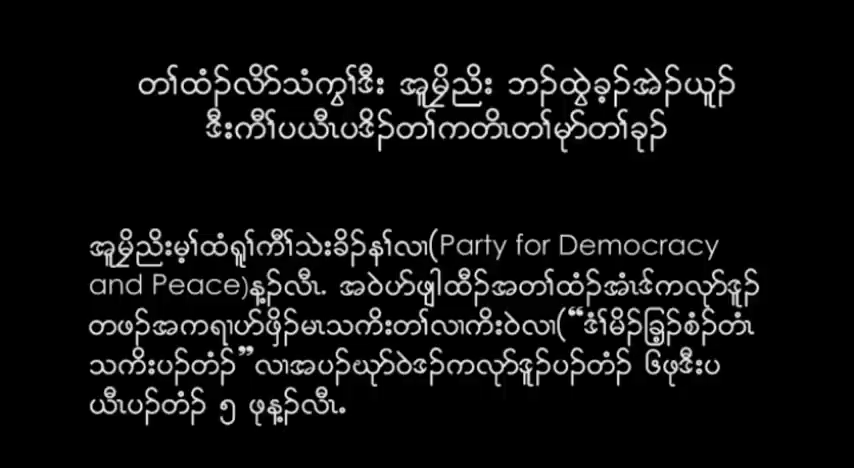 တၢ်ထံၣ်လိာ်သံကွၢ်ဒီး အူမှိညိး ဘၣ်ထွဲခ့ၣ်အဲၣ်ယူၣ်
ဒီးကီၢ်ပယီၤပဒိၣ်တၢ်ကတိၤတၢ်မုာ်တၢ်ခုၣ်
အူမှိညိးမ့ၢ်ထံရူၢ်ကီၢ်သဲးခိၣ်နၢ်လၢ(Party for Democracy
and Peace)န့ၣ်လီၤ. အဝဲဟ်ဖျါထီၣ်အတၢ်ထံၣ်အံၤဒ်ကလုာ်ဒူၣ်
တဖၣ်အကရၢဟ်ဖှိၣ်မၤသကိးတၢ်လၢကိးဝဲလၢ(“ဒံၢ်မိၣ်ခြ့ၣ်စံၣ်တံၤ
သကိးပၣ်တံၣ်”လၢအပၣ်ဃုာ်ဝဲဒၣ်ကလုာ်ဒူၣ်ပၣ်တံၣ် ၆ဖုဒီးပ
ယီၤပၣ်တံၣ် ၅ ဖုန့ၣ်လီၤ.